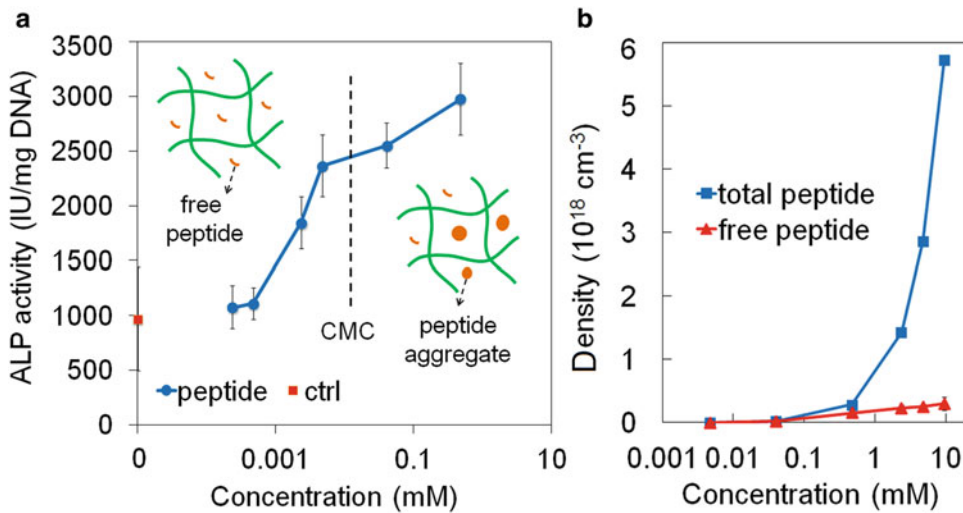 a
ALP activity (IU/mg DNA)
3500
3000
2500
2000
1500
1000
500
0
free
peptide
CMC
peptide
aggregate
peptide
ctrl
0
0.001
0.1
10
Concentration (mM)
b
Density (10¹⁸ cm⁻³)
6
5
4
3
2
1
0
total peptide
free peptide
0.001
0.01
0.1
1
10
Concentration (mM)